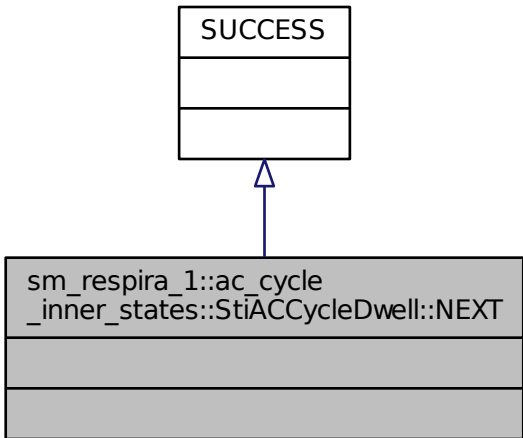 SUCCESS
sm_respira_1::ac_cycle
_inner_states::StiACCycleDwell::NEXT